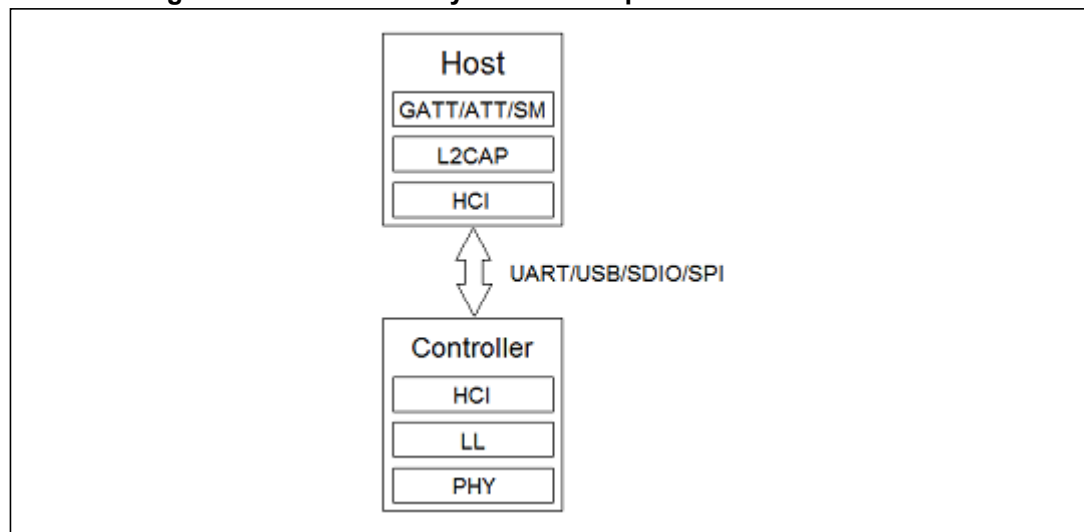 Host
GATT/ATT/SM
L2CAP
HCI
UART/USB/SDIO/SPI
Controller
HCI
LL
PHY